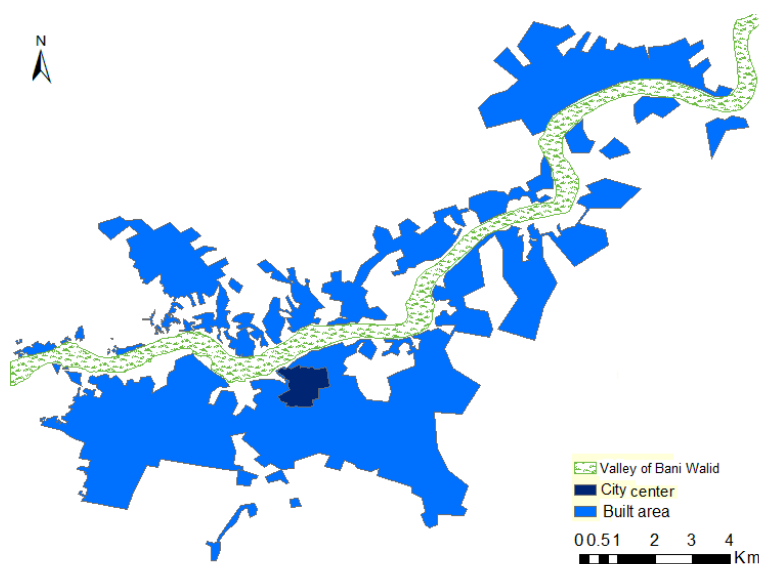 N
Valley of Bani Walid
City center
Built area
0 0.5 1 2 3 4
Km